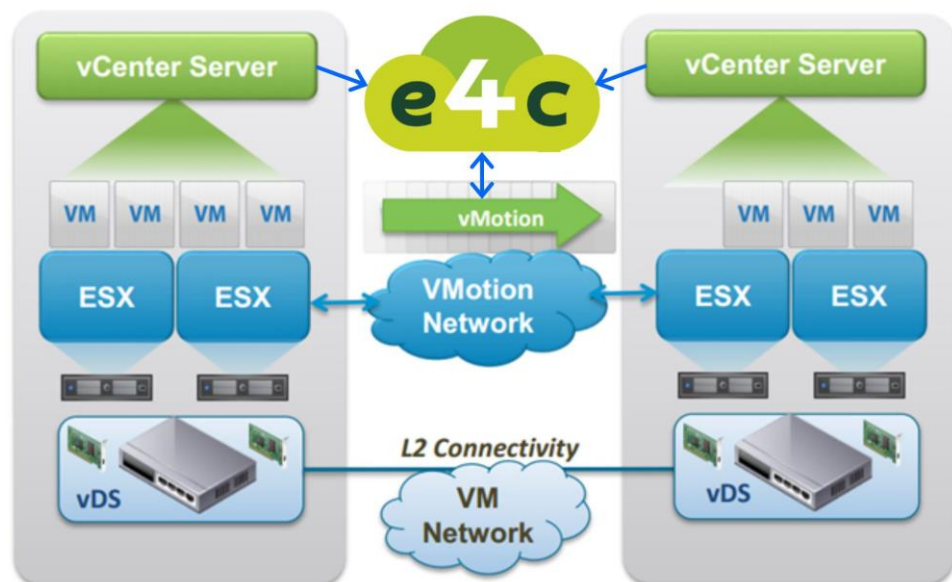 vCenter Server
e4c
vCenter Server
VM VM VM VM
vMotion
VM VM VM
ESX ESX
VMotion
Network
ESX ESX
L2 Connectivity
vDS
VM
Network
vDS